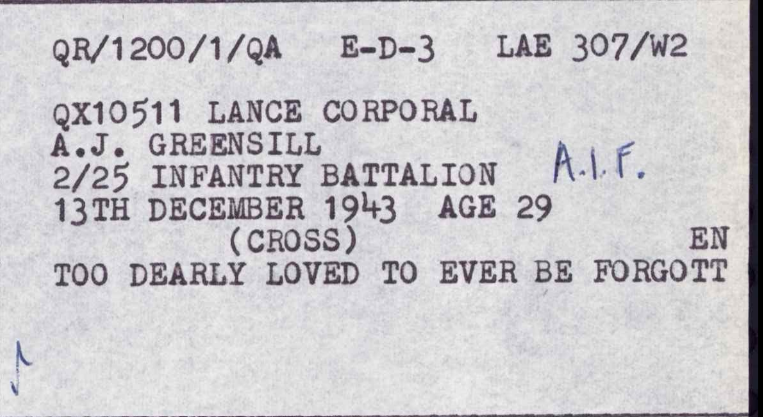 QR/1200/1/QA E-D-3 LAE 307/W2
QX10511 LANCE CORPORAL
A.J. GREENSILL
2/25 INFANTRY BATTALION A.I.F.
13TH DECEMBER 1943 AGE 29
(CROSS) EN
TOO DEARLY LOVED TO EVER BE FORGOTT